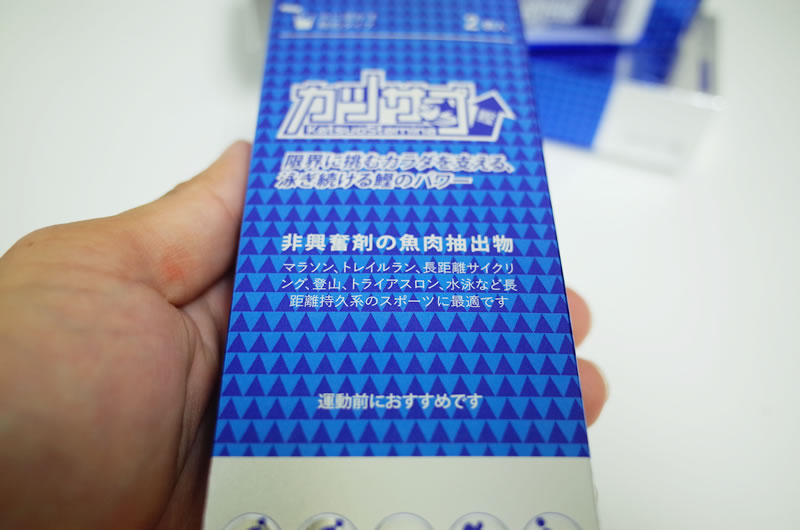 カツサプ
KatsuoStamina
限界に挑むカラダを支える、
泳ぎ続ける鰹のパワー
非興奮剤の魚肉抽出物
マラソン、トレイルラン、長距離サイクリ
ング、登山、トライアスロン、水泳など長
距離持久系のスポーツに最適です
運動前におすすめです